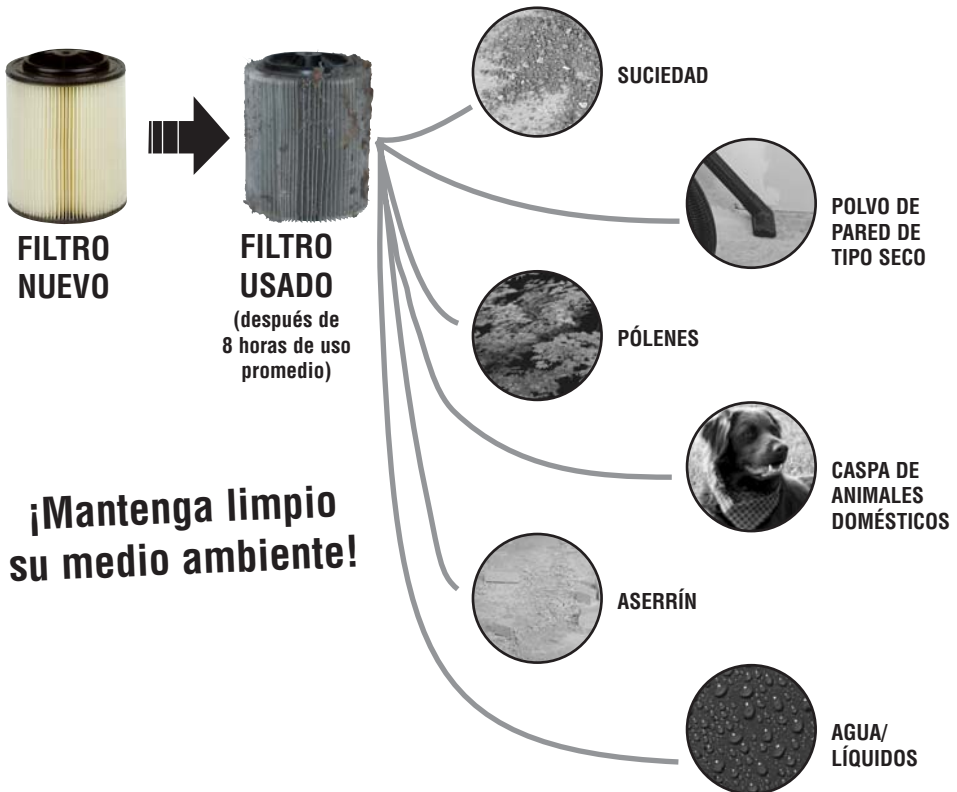 FILTRO
NUEVO
FILTRO
USADO
(después de
8 horas de uso
promedio)
SUCIEDAD
POLVO DE
PARED DE
TIPO SECO
PÓLENES
CASPA DE
ANIMALES
DOMÉSTICOS
ASERRÍN
AGUA/
LÍQUIDOS
¡Mantenga limpio
su medio ambiente!